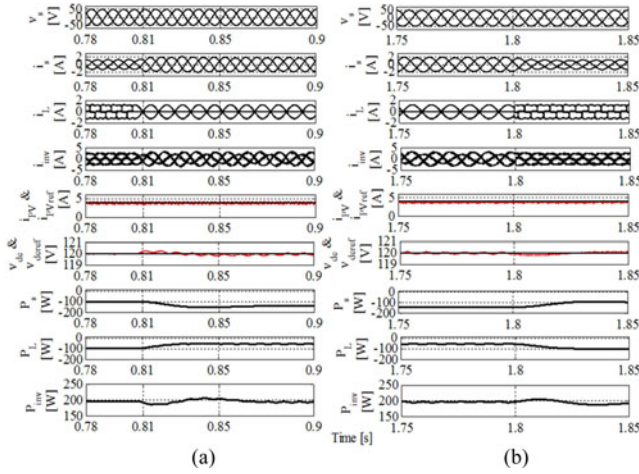 v_s [V] 50 0 -50 0.78 0.81 0.85 0.9
i_s [A] 2 0 -2 0.78 0.81 0.85 0.9
i_L [A] 2 0 -2 0.78 0.81 0.85 0.9
i_inv [A] 5 0 -5 0.78 0.81 0.85 0.9
i_PV & i_PVref [A] 5 0 0.78 0.81 0.85 0.9
v_dc & v_dcref [V] 121 120 119 0.78 0.81 0.85 0.9
P_s [W] 0 -100 -200 0.78 0.81 0.85 0.9
P_L [W] 0 -100 -200 0.78 0.81 0.85 0.9
P_inv [W] 250 200 150 0.78 0.81 0.85 0.9
(a)
v_s [V] 50 0 -50 1.75 1.8 1.85
i_s [A] 2 0 -2 1.75 1.8 1.85
i_L [A] 2 0 -2 1.75 1.8 1.85
i_inv [A] 5 0 -5 1.75 1.8 1.85
i_PV & i_PVref [A] 5 0 1.75 1.8 1.85
v_dc & v_dcref [V] 121 120 119 1.75 1.8 1.85
P_s [W] 0 -100 -200 1.75 1.8 1.85
P_L [W] 0 -100 -200 1.75 1.8 1.85
P_inv [W] 250 200 150 1.75 1.8 1.85
Time [s]
(b)